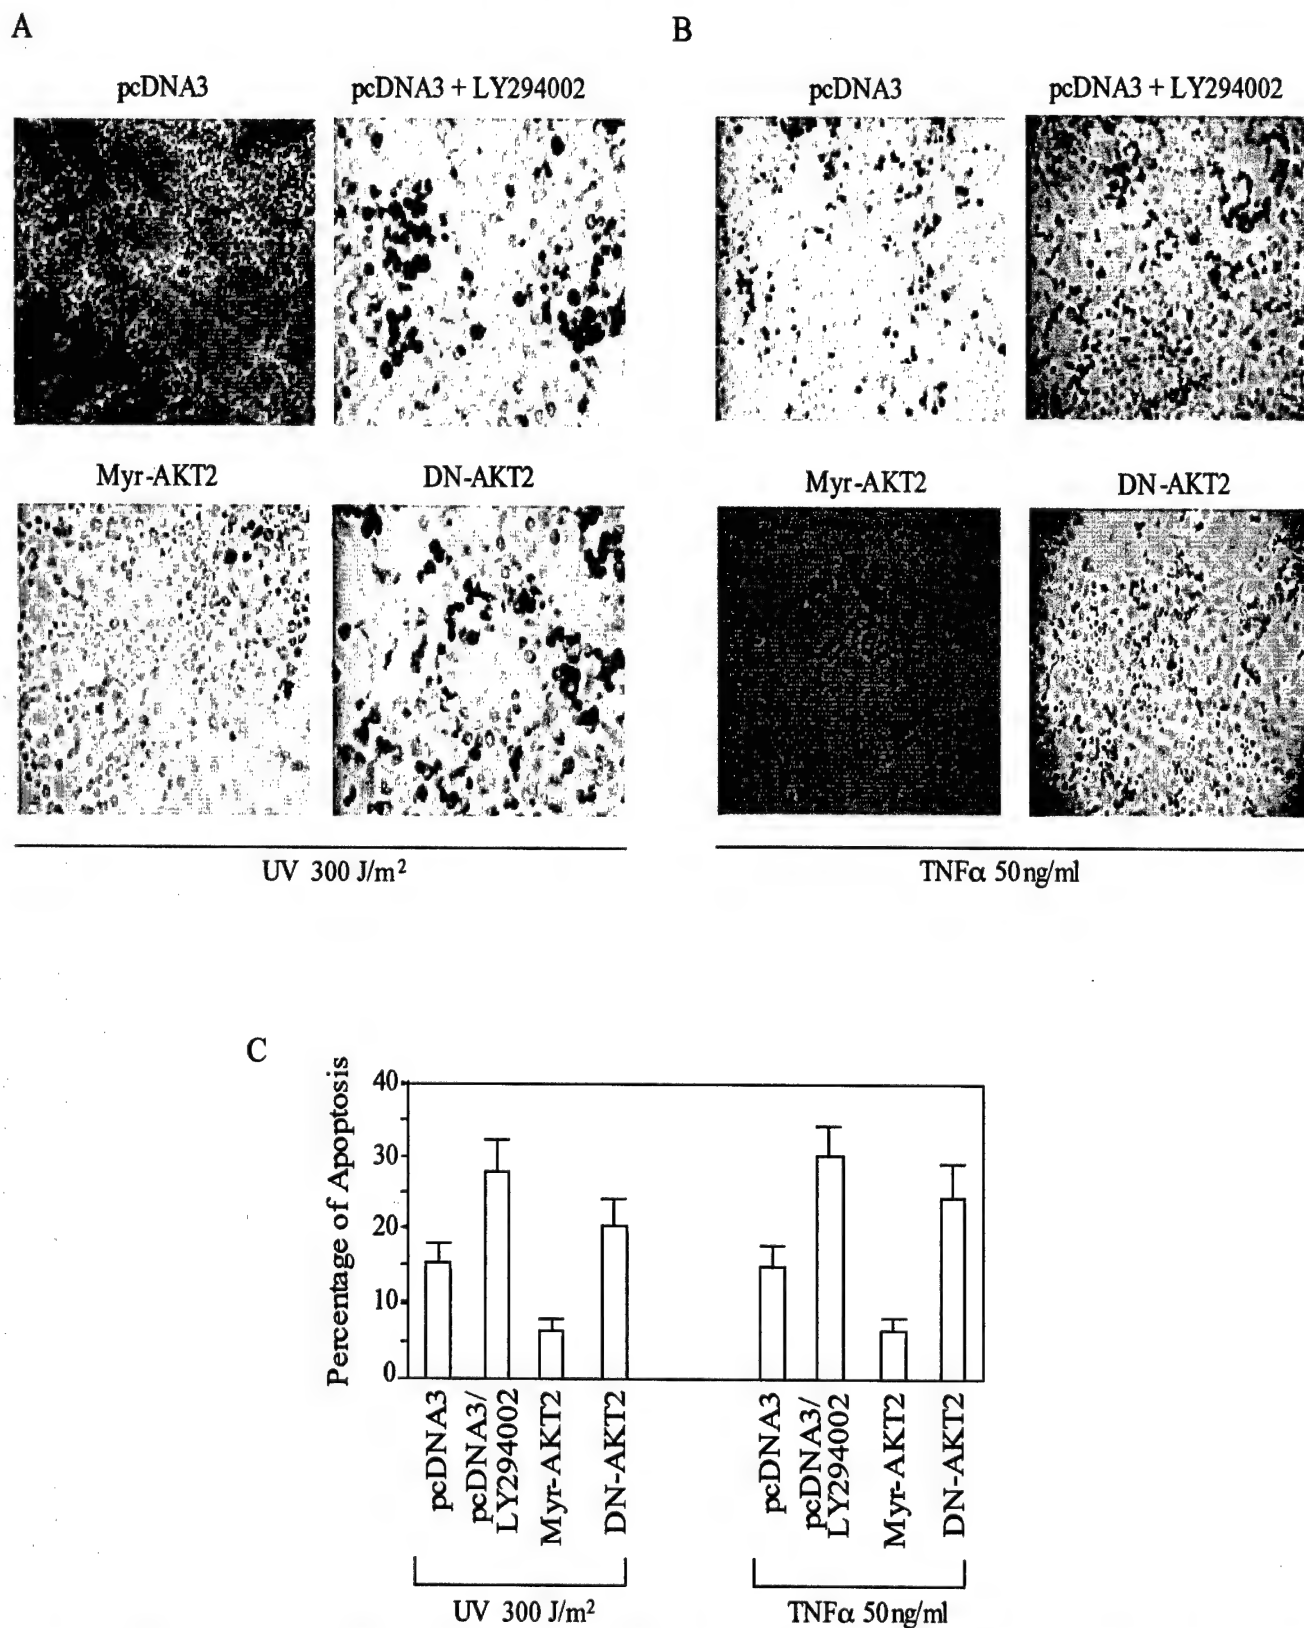 A
B
pcDNA3
pcDNA3 + LY294002
pcDNA3
pcDNA3 + LY294002
Myr-AKT2
DN-AKT2
Myr-AKT2
DN-AKT2
UV 300 J/m²
TNFα 50ng/ml
C
Percentage of Apoptosis
40
30
20
10
0
pcDNA3
pcDNA3/
LY294002
Myr-AKT2
DN-AKT2
pcDNA3
pcDNA3/
LY294002
Myr-AKT2
DN-AKT2
UV 300 J/m²
TNFα 50ng/ml